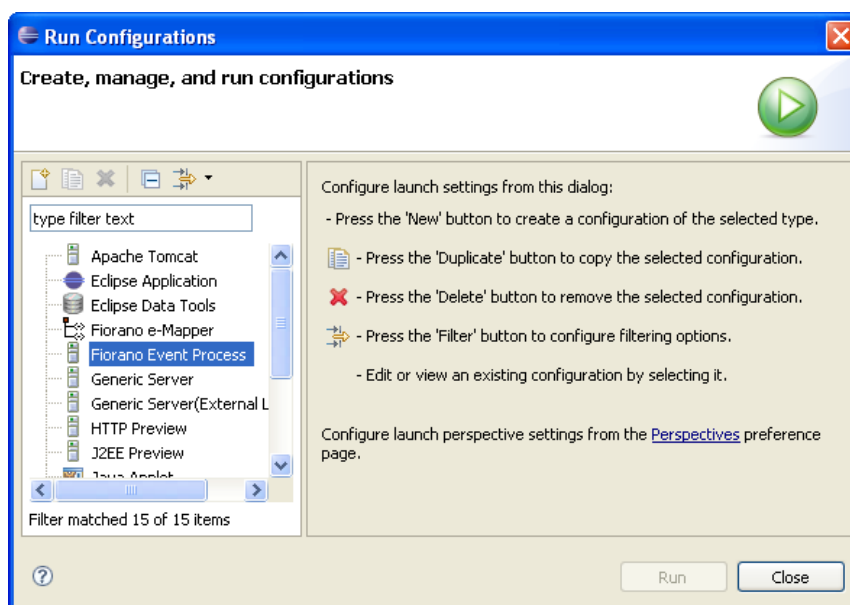 Run Configurations
Create, manage, and run configurations
type filter text
Apache Tomcat
Eclipse Application
Eclipse Data Tools
Fiorano e-Mapper
Fiorano Event Process
Generic Server
Generic Server(External L
HTTP Preview
J2EE Preview
Java Applet
Filter matched 15 of 15 items
Configure launch settings from this dialog:
- Press the 'New' button to create a configuration of the selected type.
- Press the 'Duplicate' button to copy the selected configuration.
- Press the 'Delete' button to remove the selected configuration.
- Press the 'Filter' button to configure filtering options.
- Edit or view an existing configuration by selecting it.
Configure launch perspective settings from the Perspectives preference
page.
Run
Close